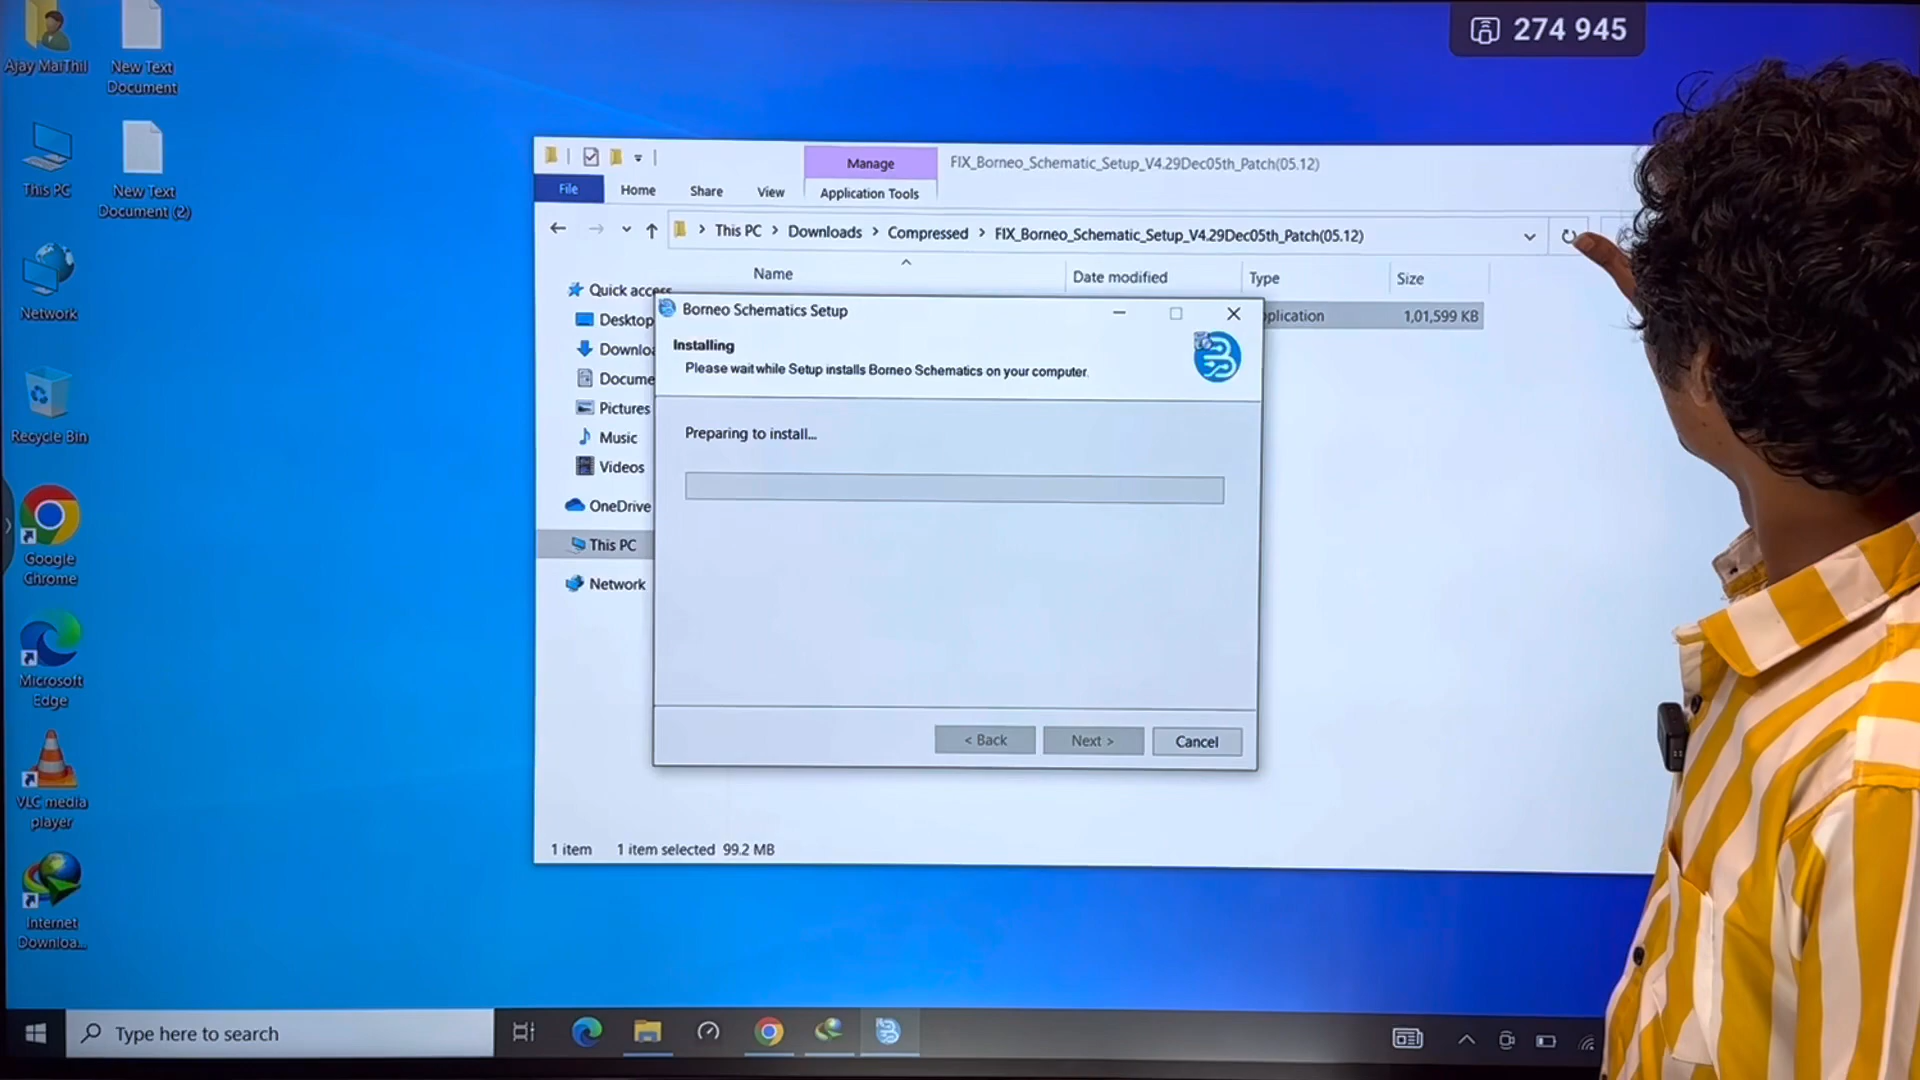 274 945
Ajay MaiThil
New Text
Document
This PC
New Text
Document (2)
Network
Recycle Bin
Google
Chrome
Microsoft
Edge
VLC media
player
Internet
Downloa...
Manage
FIX_Borneo_Schematic_Setup_V4.29Dec05th_Patch(05.12)
File
Home
Share
View
Application Tools
This PC > Downloads > Compressed > FIX_Borneo_Schematic_Setup_V4.29Dec05th_Patch(05.12)
Name
Date modified
Type
Size
Quick access
Desktop
Downloa
Docume
Pictures
Music
Videos
OneDrive
This PC
Network
plication
1,01,599 KB
Borneo Schematics Setup
Installing
Please wait while Setup installs Borneo Schematics on your computer.
Preparing to install...
< Back
Next >
Cancel
1 item
1 item selected 99.2 MB
Type here to search